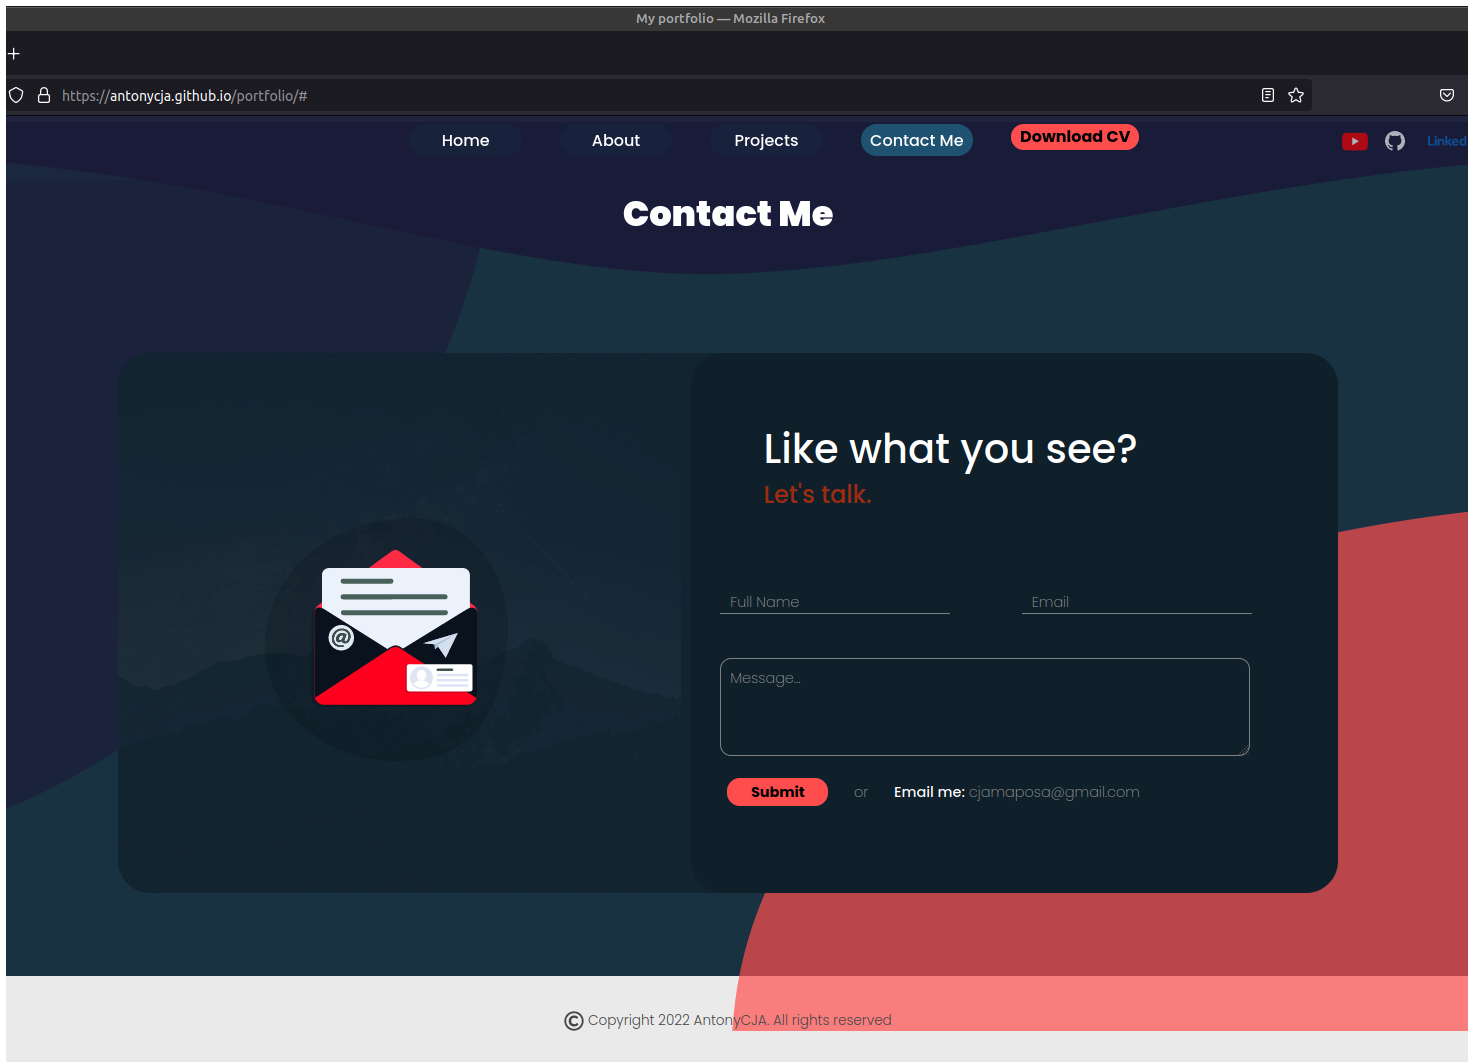 My portfolio — Mozilla Firefox
https://antonycja.github.io/portfolio/#
Home About Projects Contact Me Download CV Linked
Contact Me
Like what you see?
Let's talk.
Full Name Email
@
Message...
Submit or Email me: cjamaposa@gmail.com
© Copyright 2022 AntonyCJA. All rights reserved